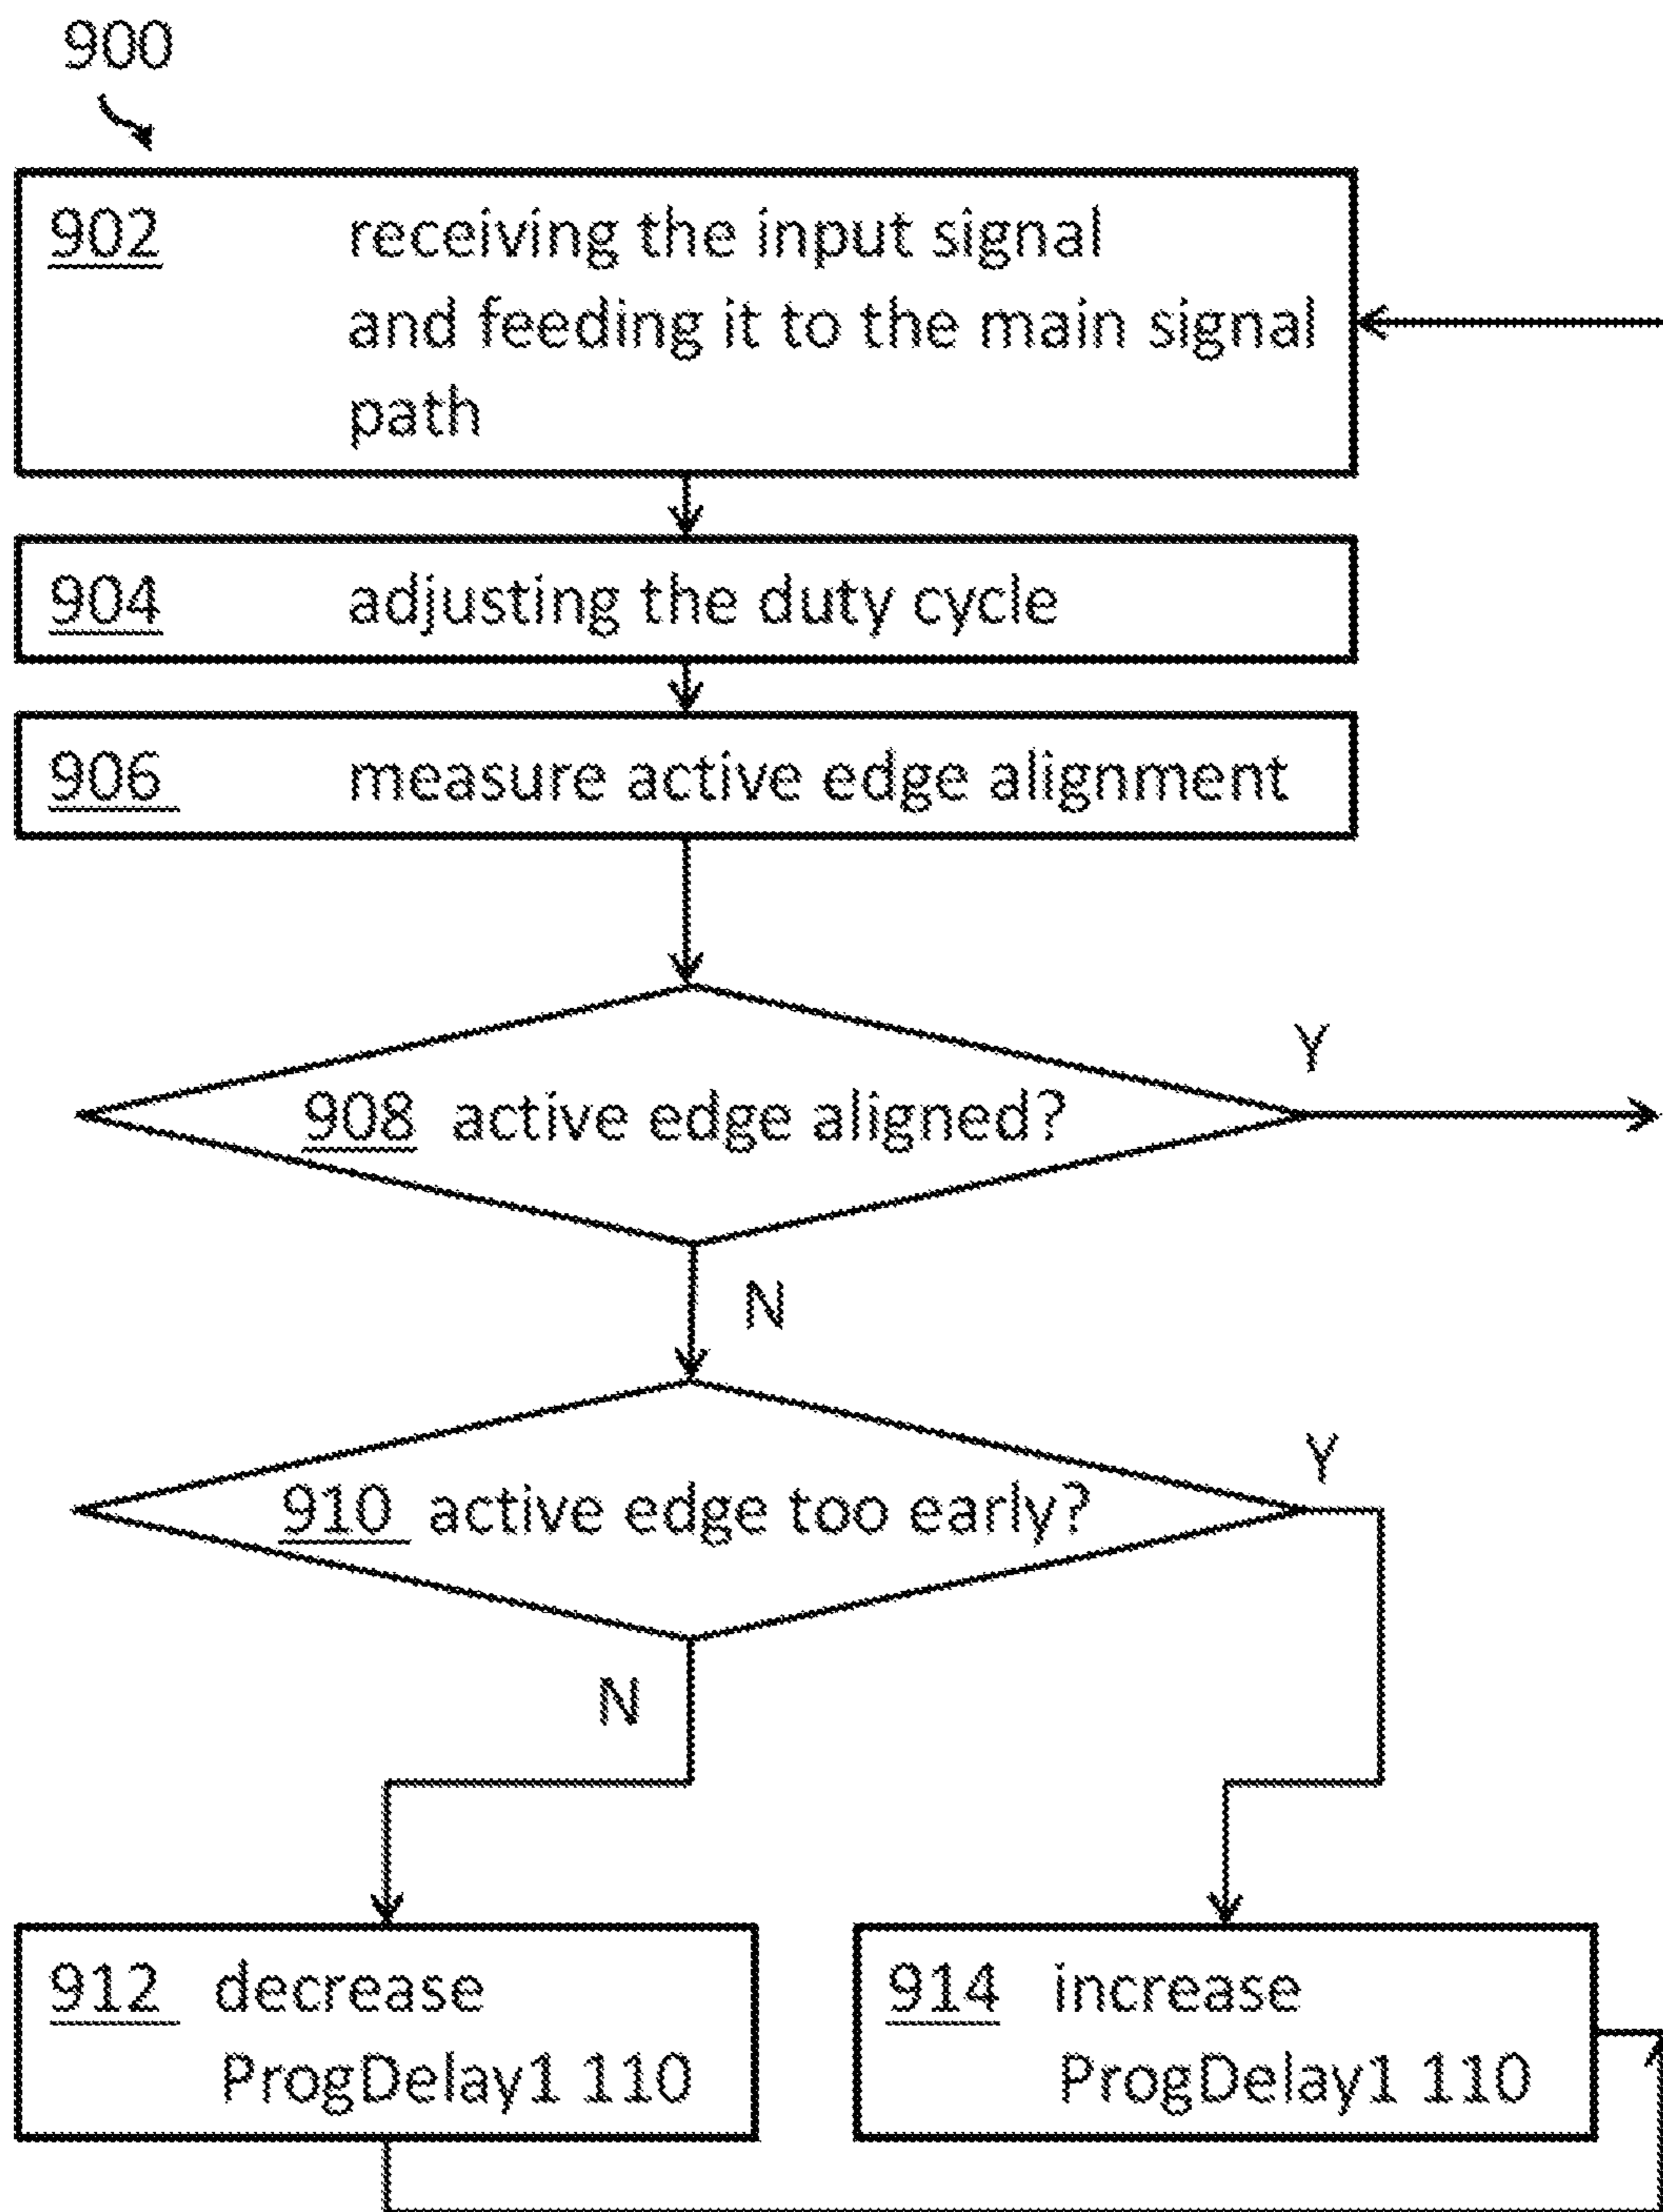 900
902 receiving the input signal
and feeding it to the main signal
path
904 adjusting the duty cycle
906 measure active edge alignment
908 active edge aligned?
Y
N
910 active edge too early?
Y
N
912 decrease
ProgDelay1 110
914 increase
ProgDelay1 110